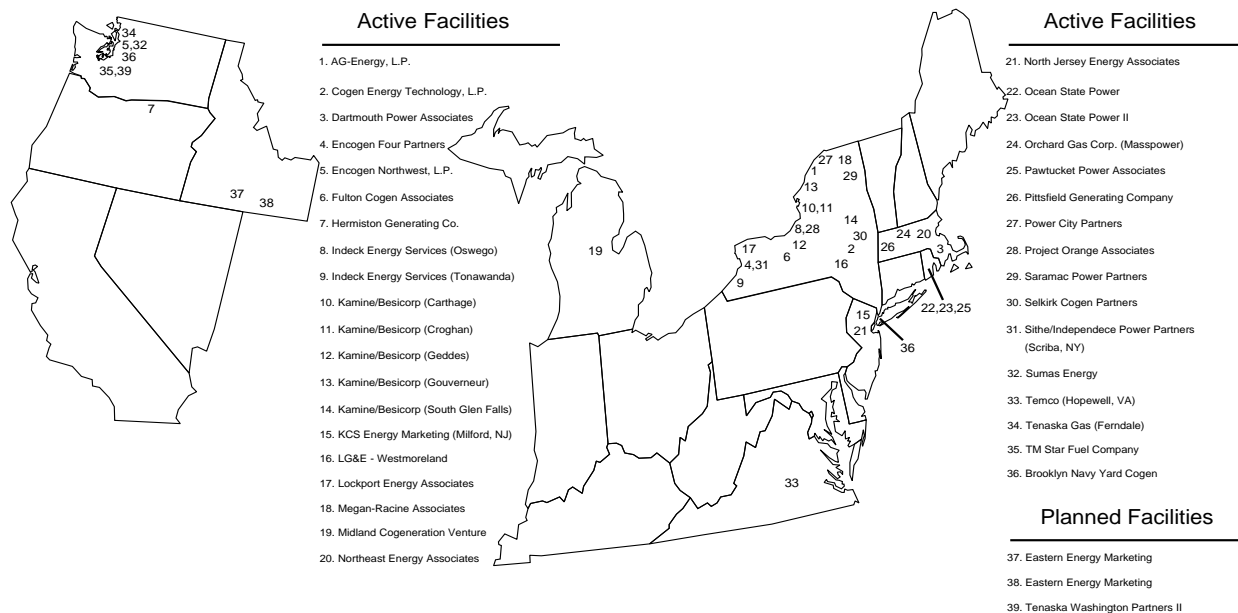 Active Facilities
1. AG-Energy, L.P.
2. Cogen Energy Technology, L.P.
3. Dartmouth Power Associates
4. Encogen Four Partners
5. Encogen Northwest, L.P.
6. Fulton Cogen Associates
7. Hermiston Generating Co.
8. Indeck Energy Services (Oswego)
9. Indeck Energy Services (Tonawanda)
10. Kamine/Besicorp (Carthage)
11. Kamine/Besicorp (Croghan)
12. Kamine/Besicorp (Geddes)
13. Kamine/Besicorp (Gouverneur)
14. Kamine/Besicorp (South Glen Falls)
15. KCS Energy Marketing (Milford, NJ)
16. LG&E - Westmoreland
17. Lockport Energy Associates
18. Megan-Racine Associates
19. Midland Cogeneration Venture
20. Northeast Energy Associates
Active Facilities
21. North Jersey Energy Associates
22. Ocean State Power
23. Ocean State Power II
24. Orchard Gas Corp. (Masspower)
25. Pawtucket Power Associates
26. Pittsfield Generating Company
27. Power City Partners
28. Project Orange Associates
29. Saramac Power Partners
30. Selkirk Cogen Partners
31. Sithe/Independece Power Partners
(Scriba, NY)
32. Sumas Energy
33. Temco (Hopewell, VA)
34. Tenaska Gas (Ferndale)
35. TM Star Fuel Company
36. Brooklyn Navy Yard Cogen
Planned Facilities
37. Eastern Energy Marketing
38. Eastern Energy Marketing
39. Tenaska Washington Partners II
34
5,32
36
35,39
7
37
38
19
27 18
1
29
13
10,11
14
8,28
30
12
17
2
6
4,31
16
9
24 20
26
3
22,23,25
15
21
36
33